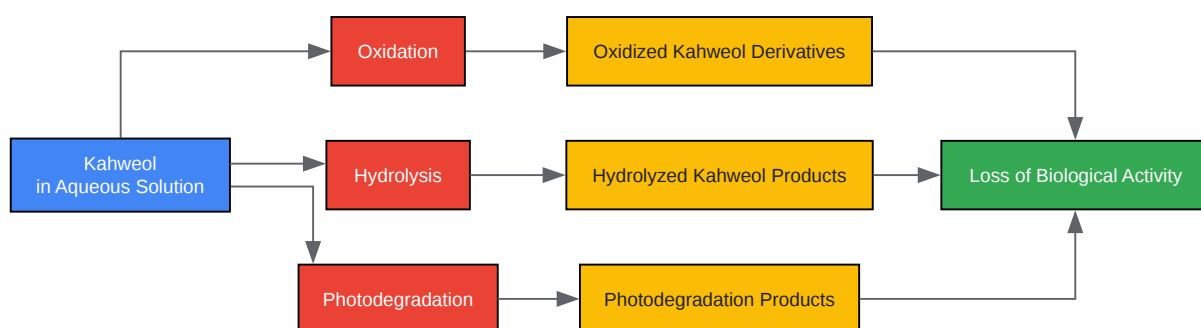 Oxidation
Oxidized Kahweol Derivatives
Kahweol
in Aqueous Solution
Hydrolysis
Hydrolyzed Kahweol Products
Loss of Biological Activity
Photodegradation
Photodegradation Products